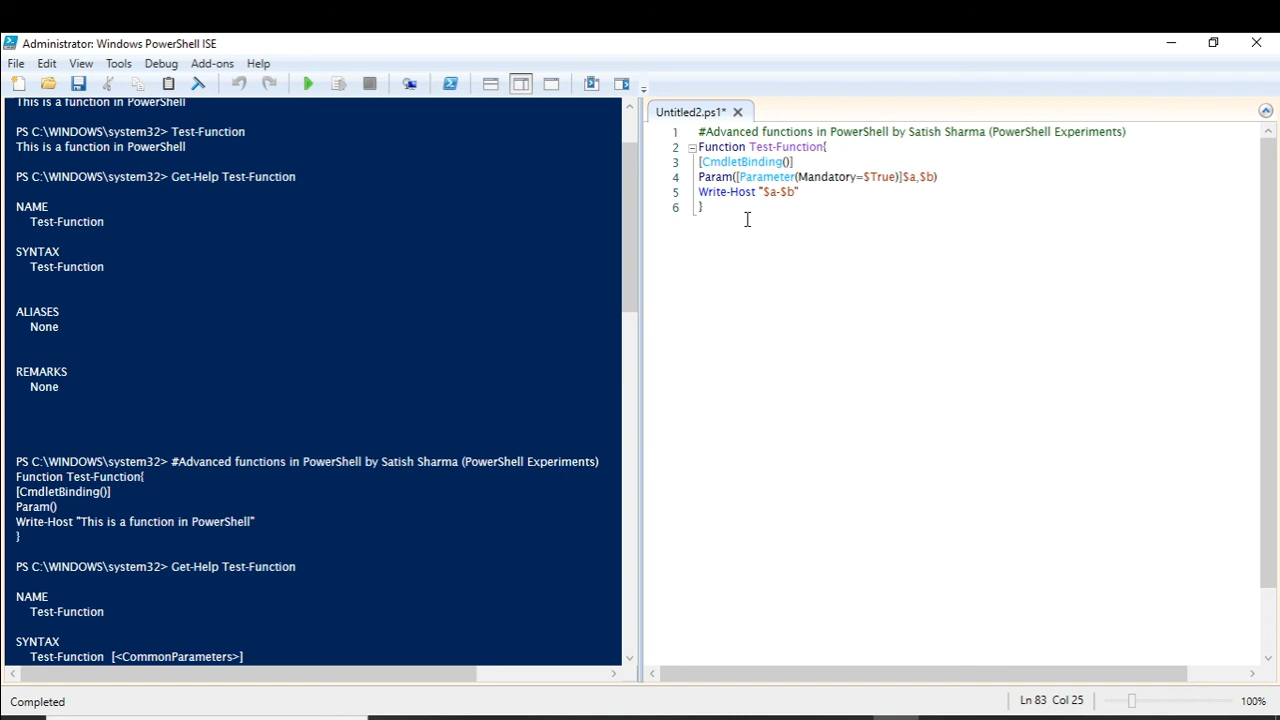 Administrator: Windows PowerShell ISE
File Edit View Tools Debug Add-ons Help
This is a function in PowerShell
PS C:\WINDOWS\system32> Test-Function
This is a function in PowerShell
PS C:\WINDOWS\system32> Get-Help Test-Function
NAME
Test-Function
SYNTAX
Test-Function
ALIASES
None
REMARKS
None
PS C:\WINDOWS\system32> #Advanced functions in PowerShell by Satish Sharma (PowerShell Experiments)
Function Test-Function{
[CmdletBinding()]
Param()
Write-Host "This is a function in PowerShell"
}
PS C:\WINDOWS\system32> Get-Help Test-Function
NAME
Test-Function
SYNTAX
Test-Function [<CommonParameters>]
Untitled2.ps1*
1 #Advanced functions in PowerShell by Satish Sharma (PowerShell Experiments)
2 Function Test-Function{
3 [CmdletBinding()]
4 Param([Parameter(Mandatory=$True)]$a,$b)
5 Write-Host "$a-$b"
6 }
Completed
Ln 83 Col 25
100%